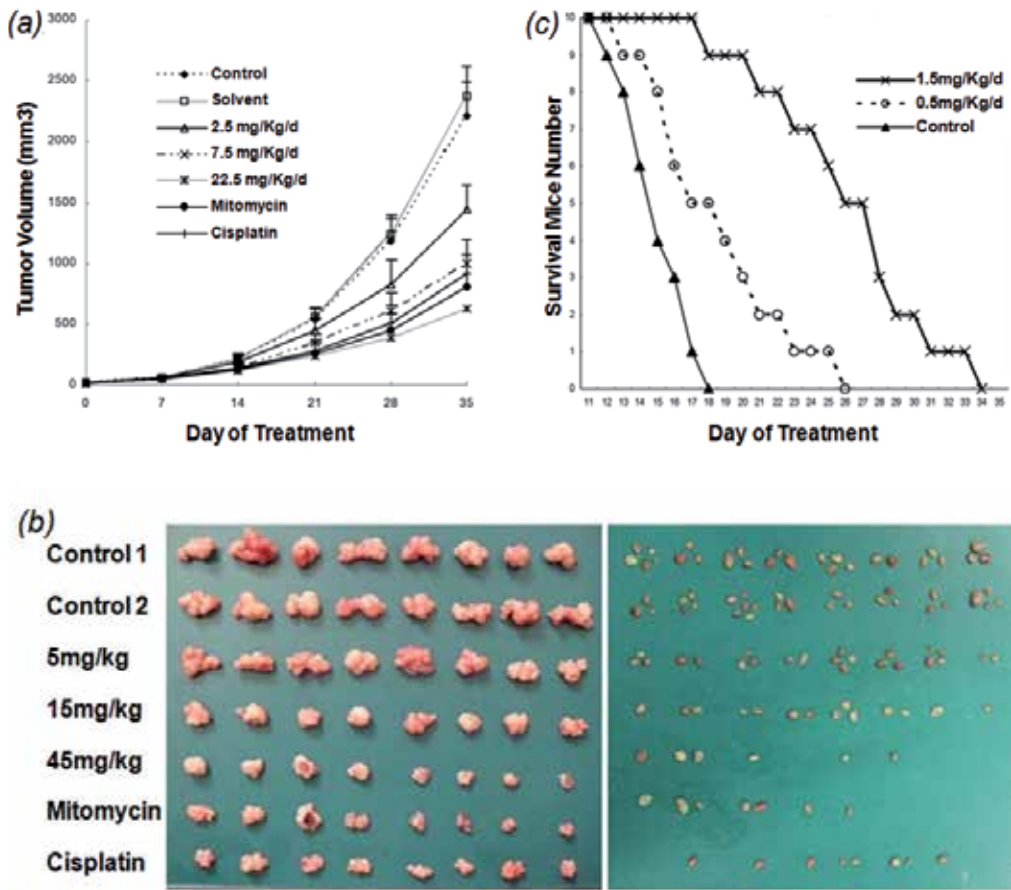 (a)
3000
2500
2000
1500
1000
500
0
Tumor Volume (mm3)
Control
Solvent
2.5 mg/Kg/d
7.5 mg/Kg/d
22.5 mg/Kg/d
Mitomycin
Cisplatin
0 7 14 21 28 35
Day of Treatment
(c)
10
9
8
7
6
5
4
3
2
1
0
Survival Mice Number
1.5mg/Kg/d
0.5mg/Kg/d
Control
11 12 13 14 15 16 17 18 19 20 21 22 23 24 25 26 27 28 29 30 31 32 33 34 35
Day of Treatment
(b)
Control 1
Control 2
5mg/kg
15mg/kg
45mg/kg
Mitomycin
Cisplatin